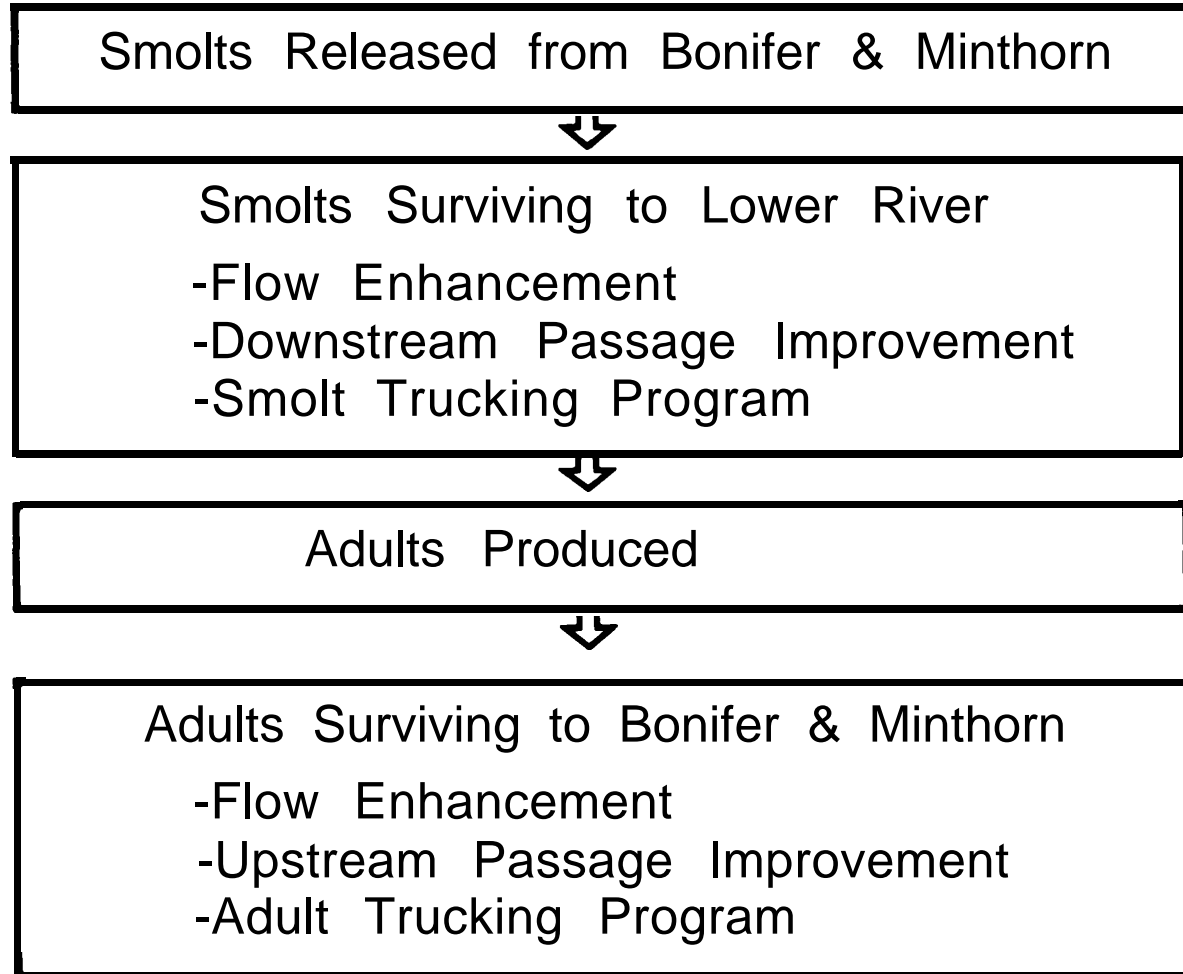 Smolts Released from Bonifer & Minthorn
Smolts Surviving to Lower River
-Flow Enhancement
-Downstream Passage Improvement
-Smolt Trucking Program
Adults Produced
Adults Surviving to Bonifer & Minthorn
-Flow Enhancement
-Upstream Passage Improvement
-Adult Trucking Program